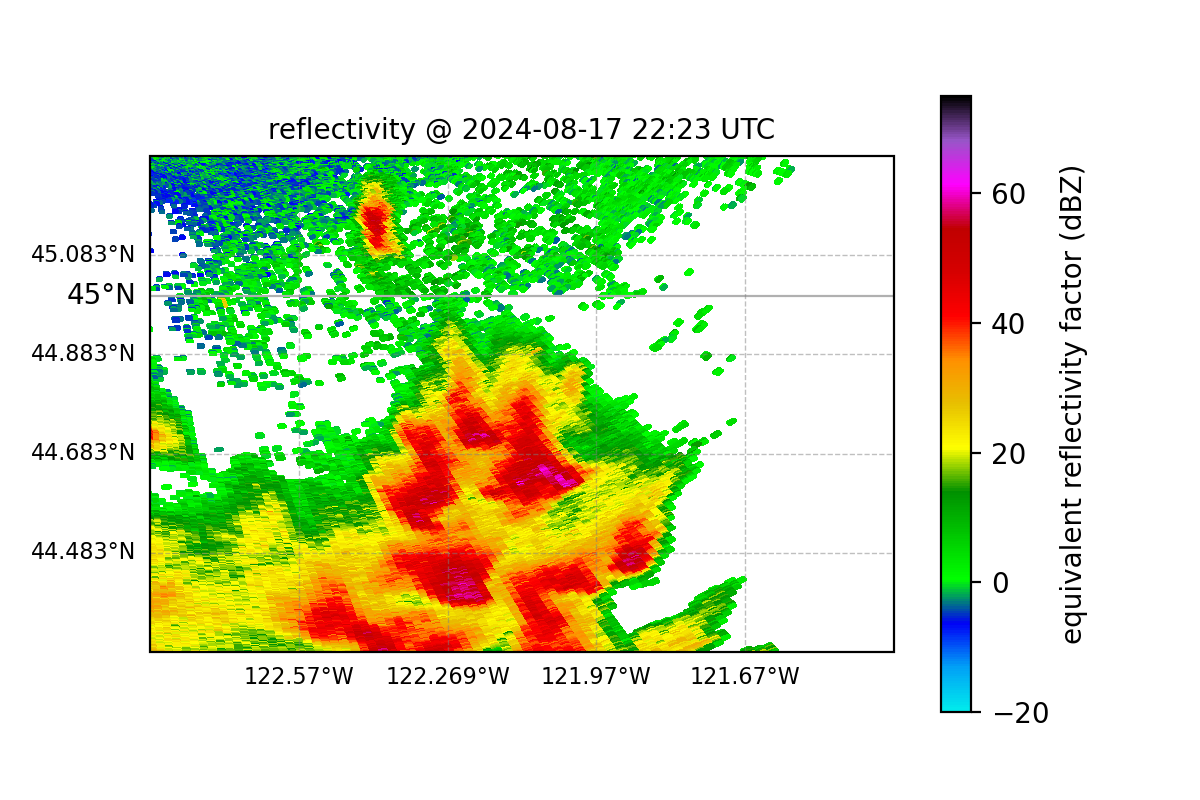 reflectivity @ 2024-08-17 22:23 UTC
45.083°N
45°N
44.883°N
44.683°N
44.483°N
122.57°W 122.269°W 121.97°W 121.67°W
60
40
20
0
−20
equivalent reflectivity factor (dBZ)